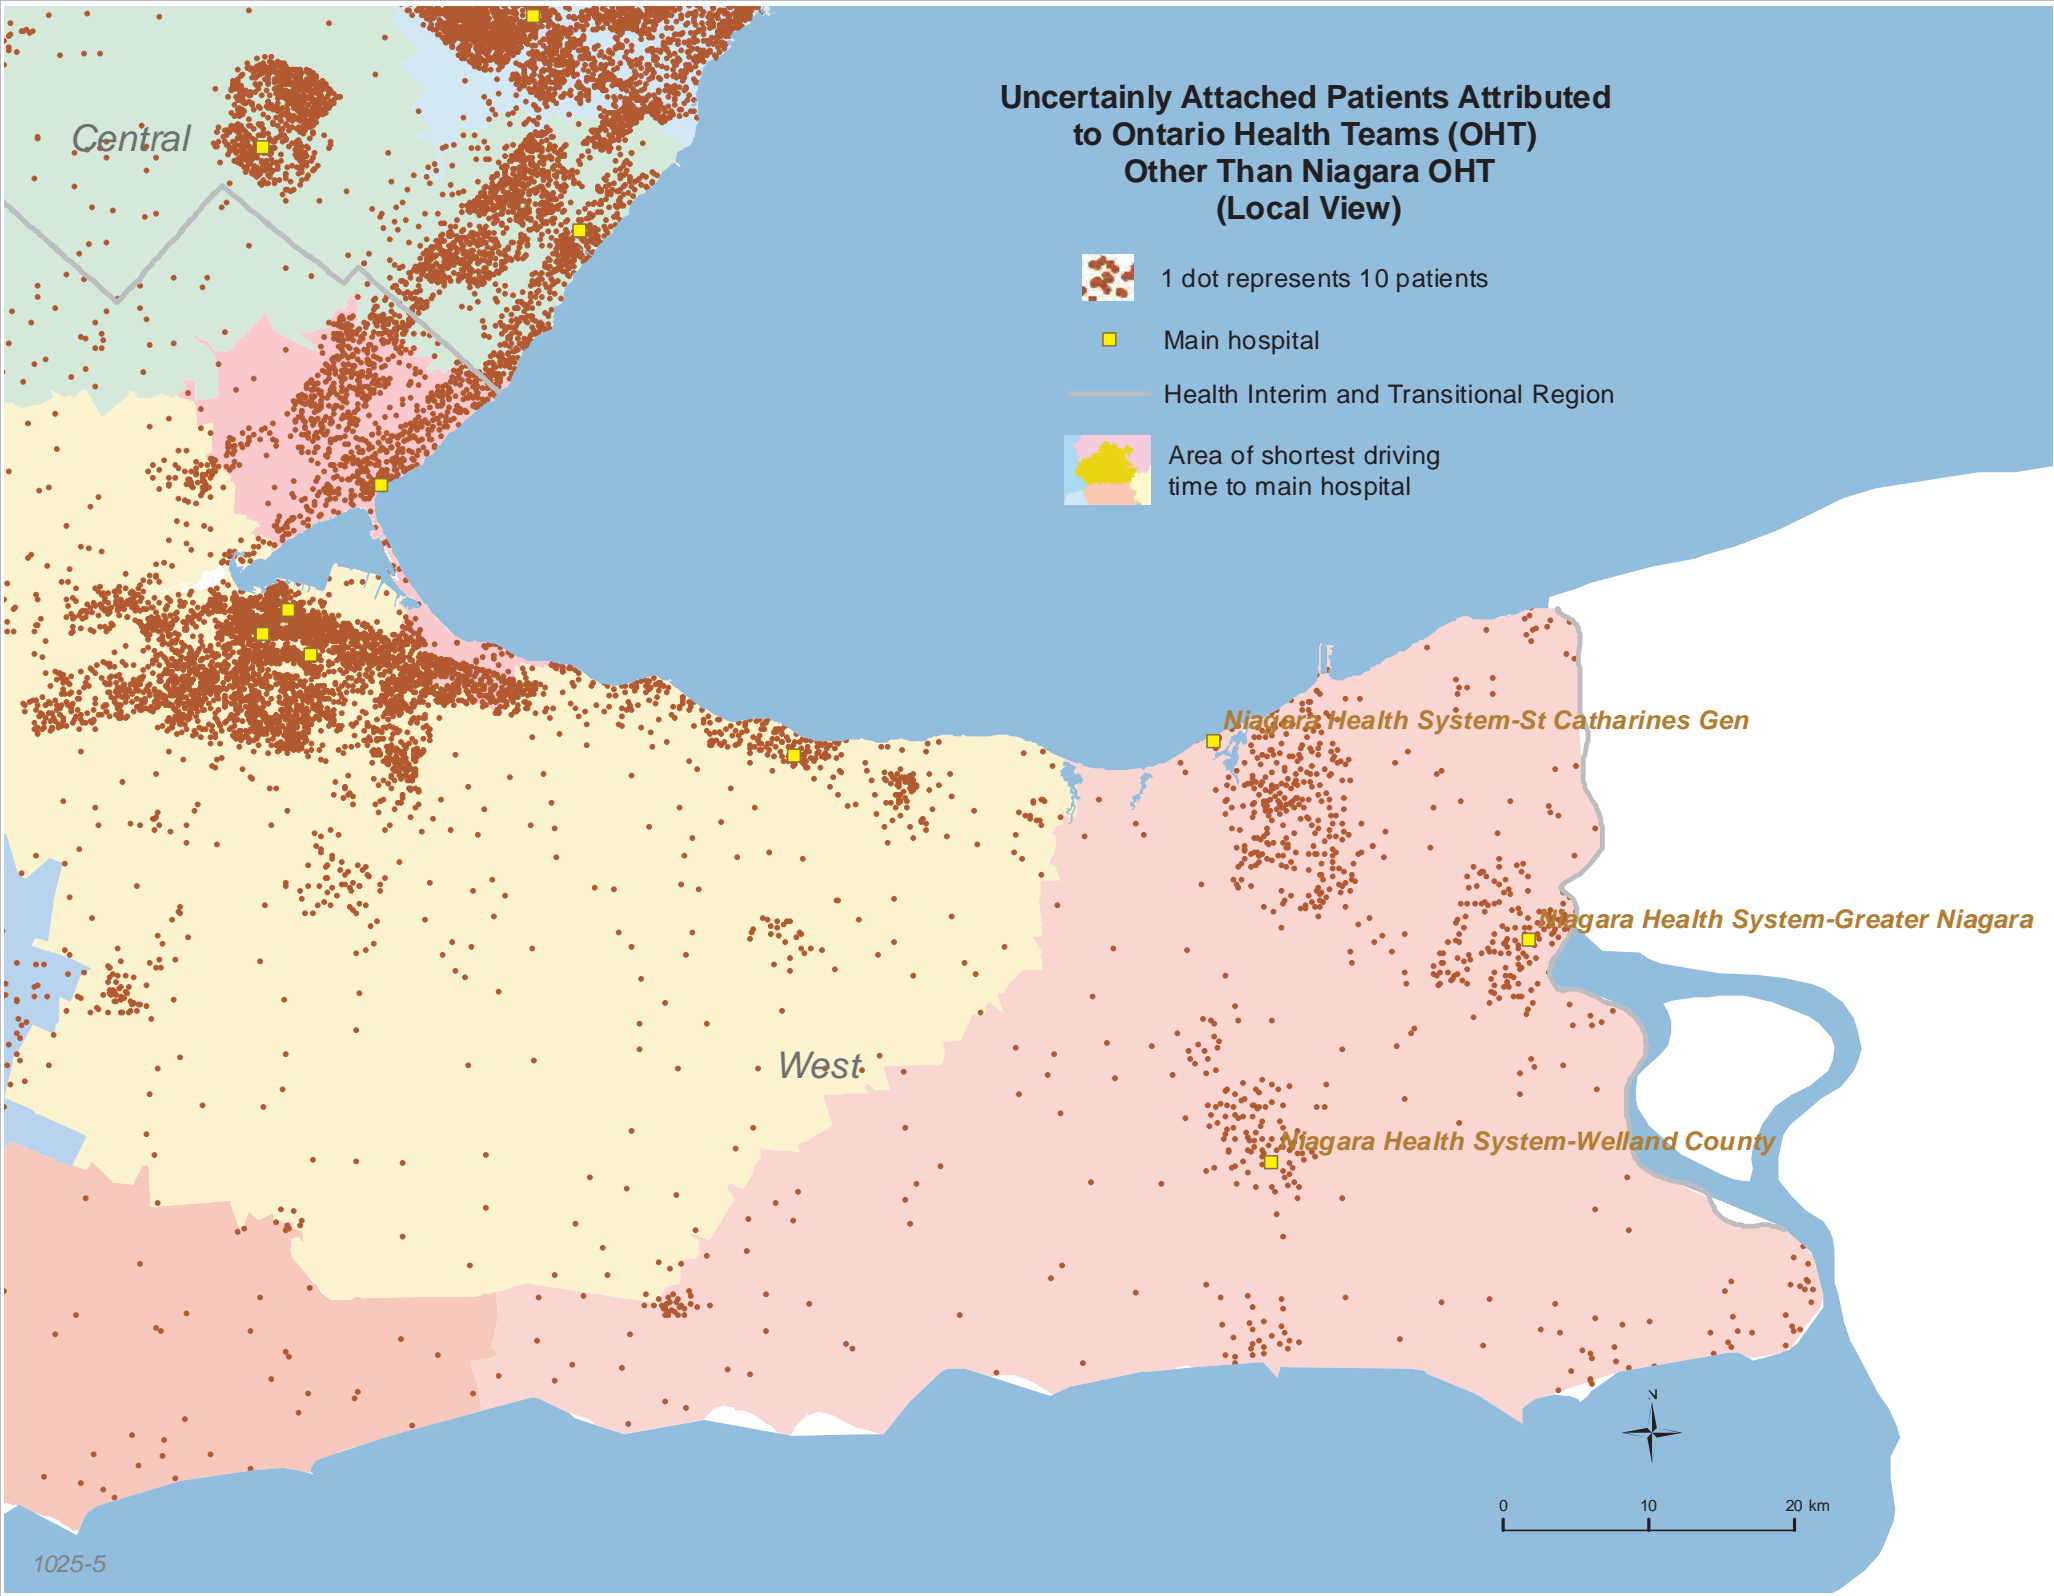 Uncertainly Attached Patients Attributed
to Ontario Health Teams (OHT)
Other Than Niagara OHT
(Local View)
Central
1 dot represents 10 patients
Main hospital
Health Interim and Transitional Region
Area of shortest driving
time to main hospital
Niagara Health System-St Catharines Gen
Niagara Health System-Greater Niagara
West
Niagara Health System-Welland County
N
0 10 20 km
1025-5